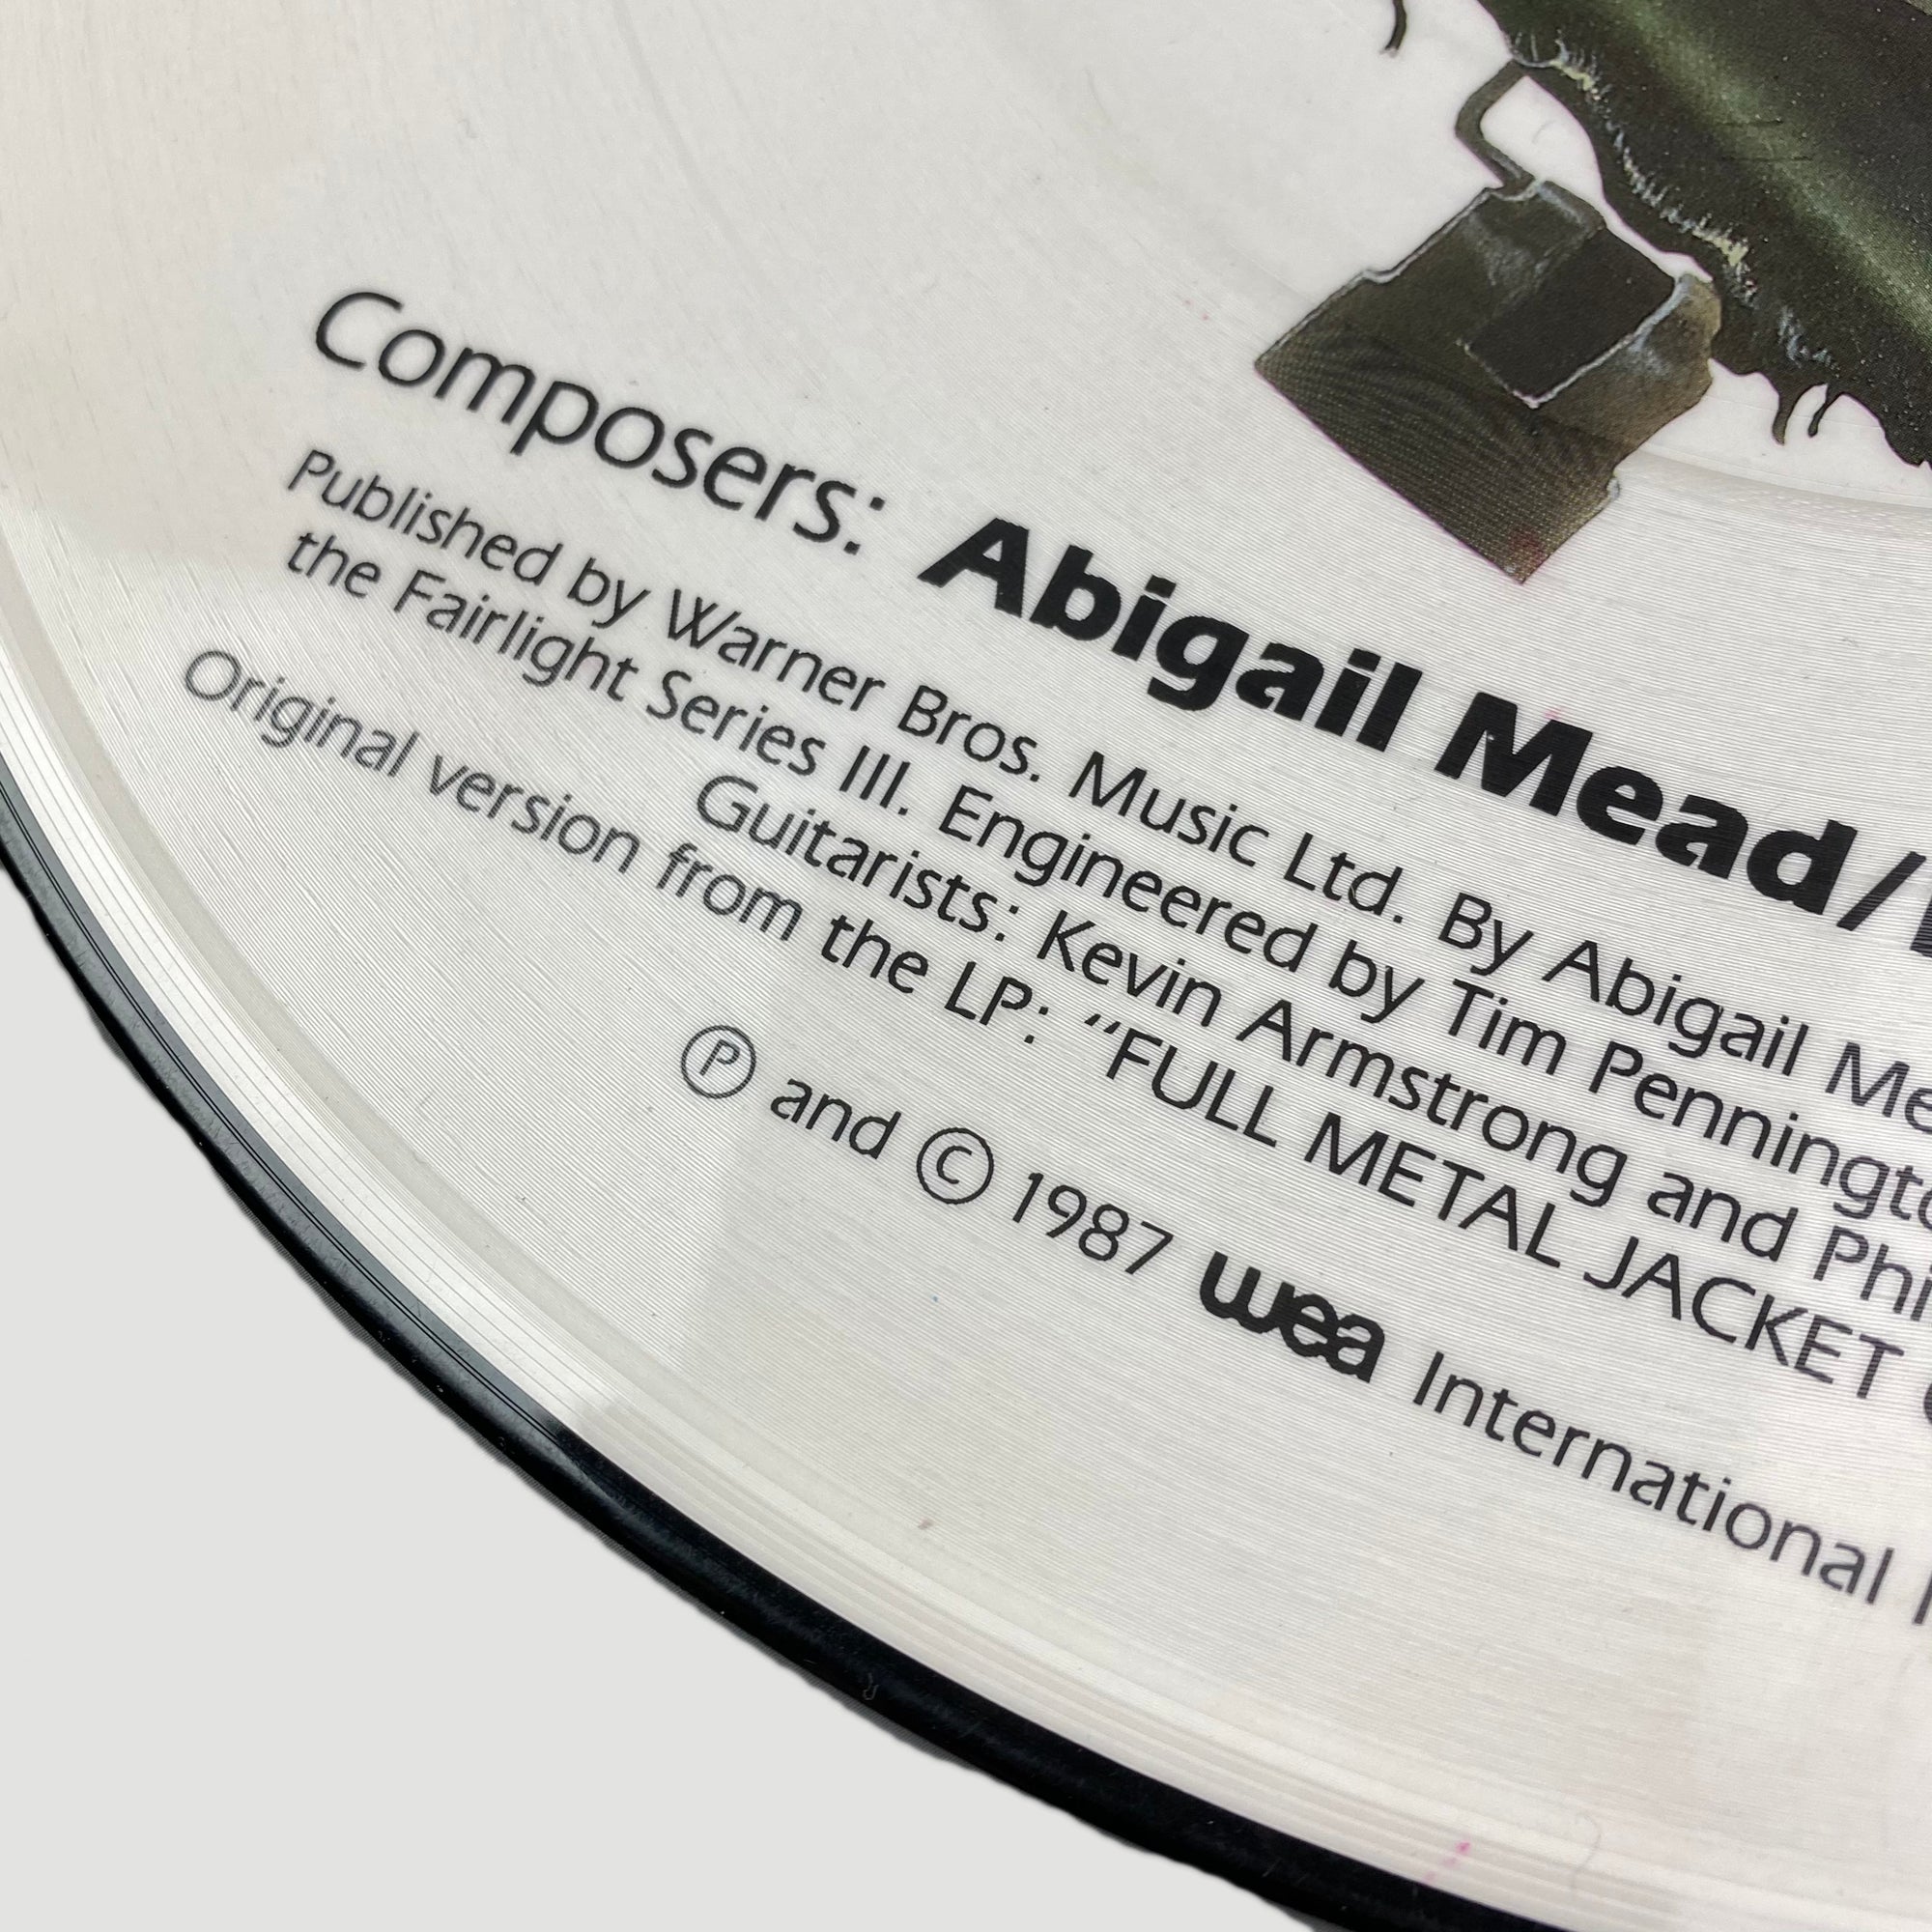 Composers: Abigail Mead/
Published by Warner Bros. Music Ltd. By Abigail Me
the Fairlight Series III. Engineered by Tim Penningto
Guitarists: Kevin Armstrong and Phi
Original version from the LP: “FULL METAL JACKET
Ⓟ and © 1987 wea International